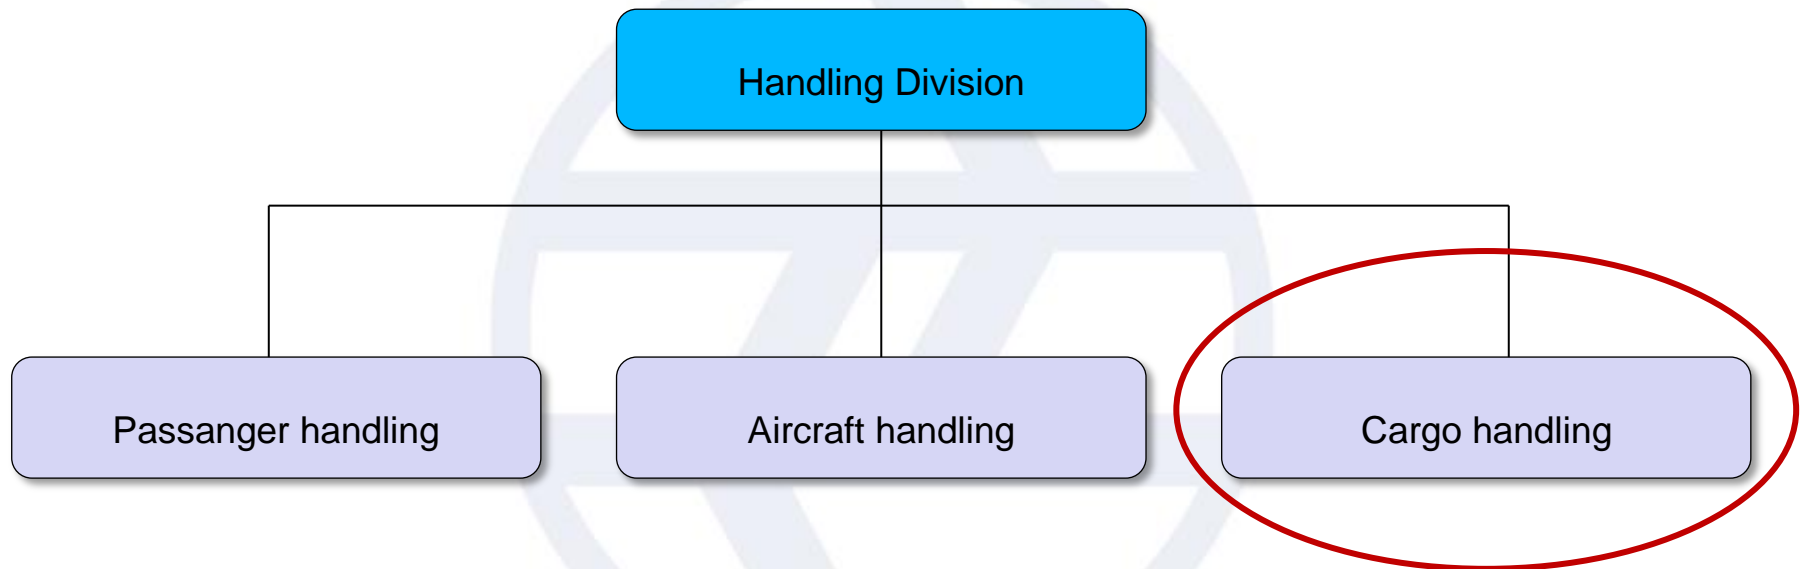 Handling Division
Passanger handling
Aircraft handling
Cargo handling